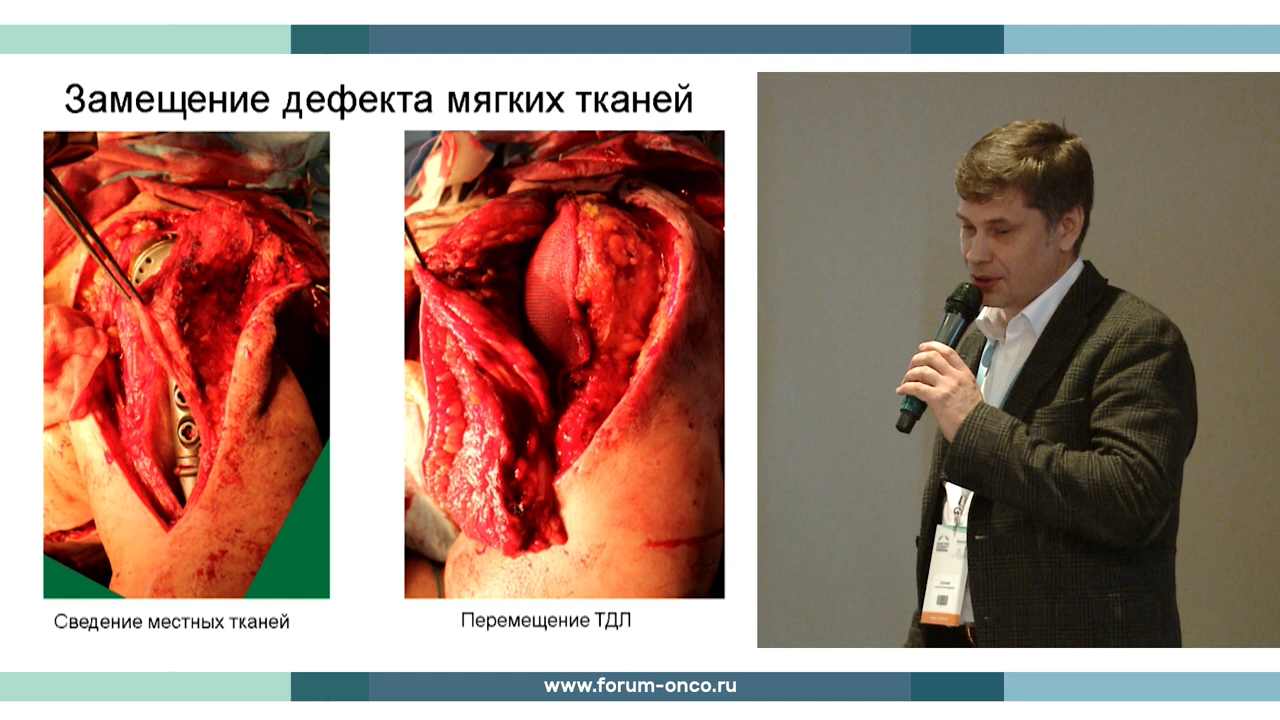 Замещение дефекта мягких тканей
Сведение местных тканей
Перемещение ТДЛ
www.forum-onco.ru